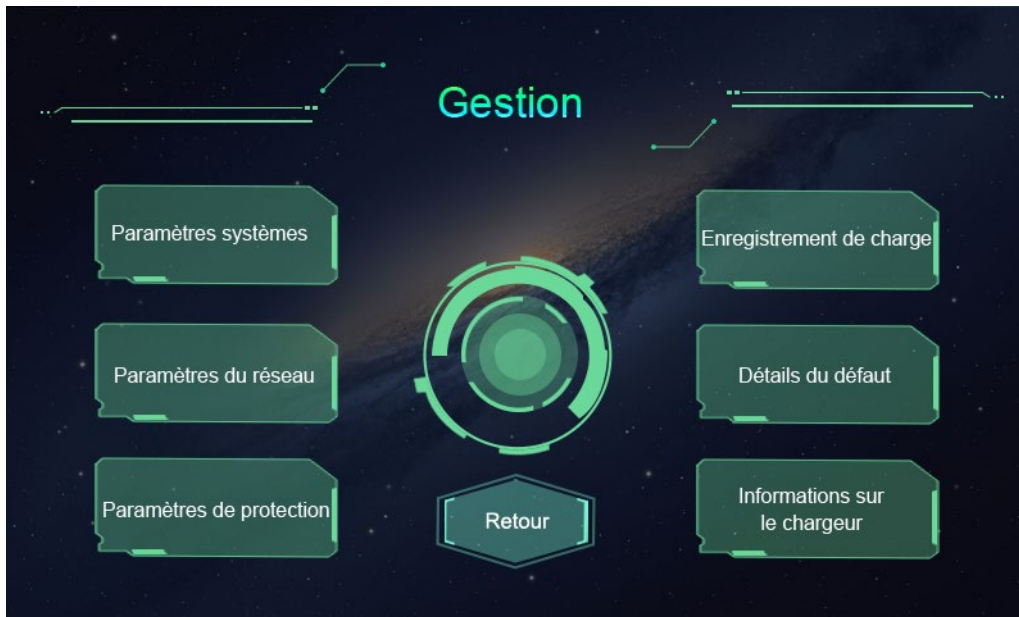 Gestion
Paramètres systèmes
Enregistrement de charge
Paramètres du réseau
Détails du défaut
Paramètres de protection
Informations sur
le chargeur
Retour